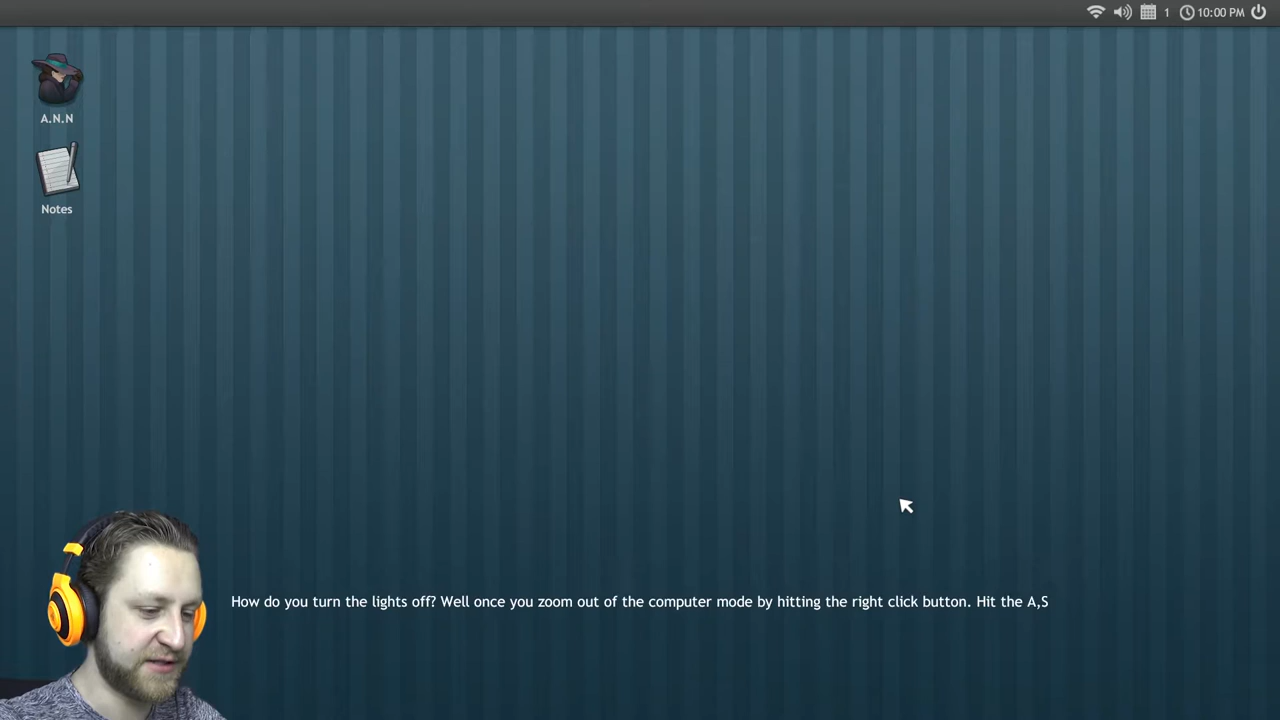 1 10:00 PM
A.N.N
Notes
How do you turn the lights off? Well once you zoom out of the computer mode by hitting the right click button. Hit the A,S